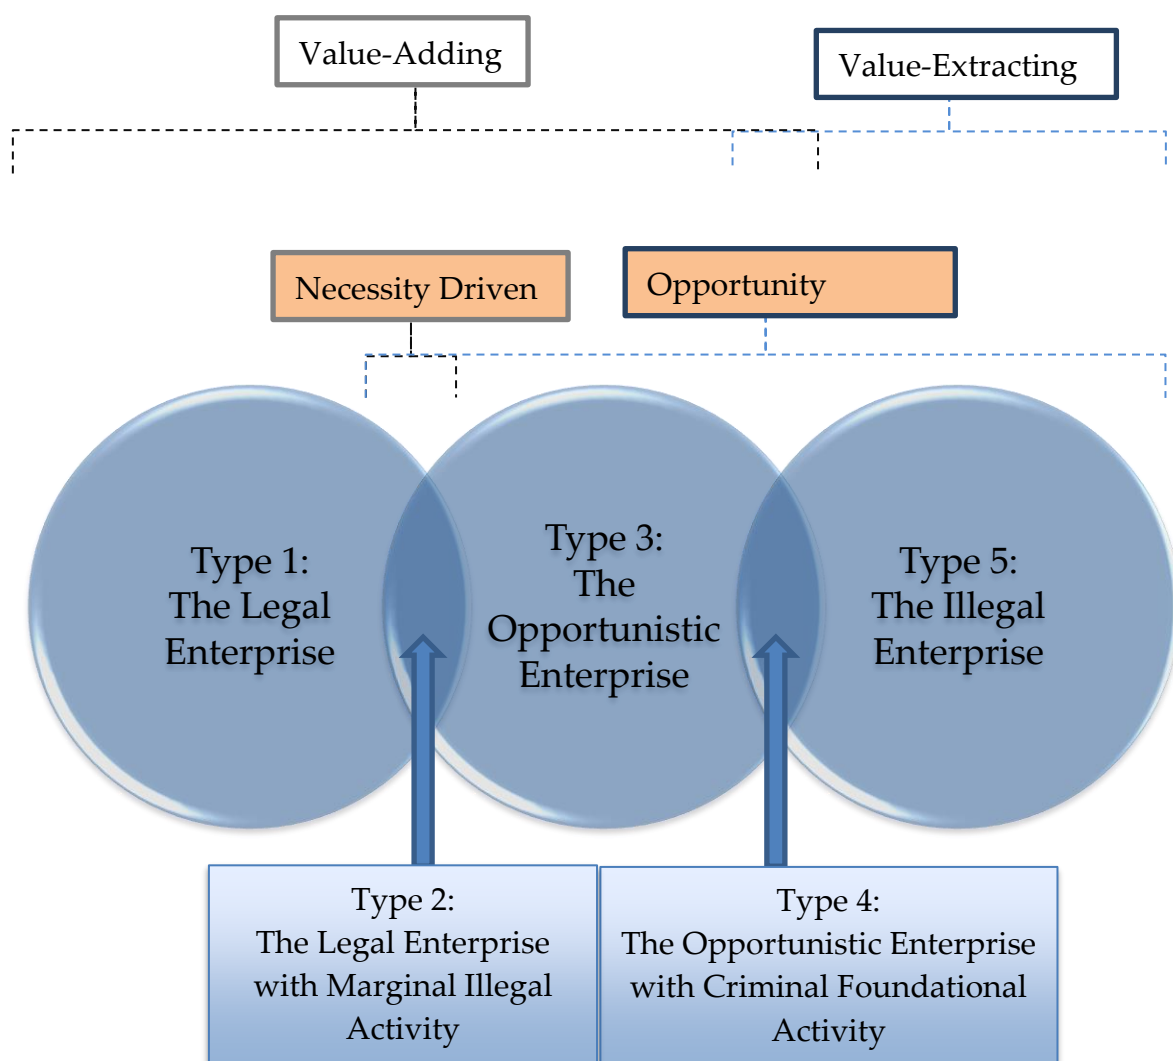 Value-Adding
Value-Extracting
Necessity Driven
Opportunity
Type 1:
The Legal
Enterprise
Type 3:
The
Opportunistic
Enterprise
Type 5:
The Illegal
Enterprise
Type 2:
The Legal Enterprise
with Marginal Illegal
Activity
Type 4:
The Opportunistic Enterprise
with Criminal Foundational
Activity